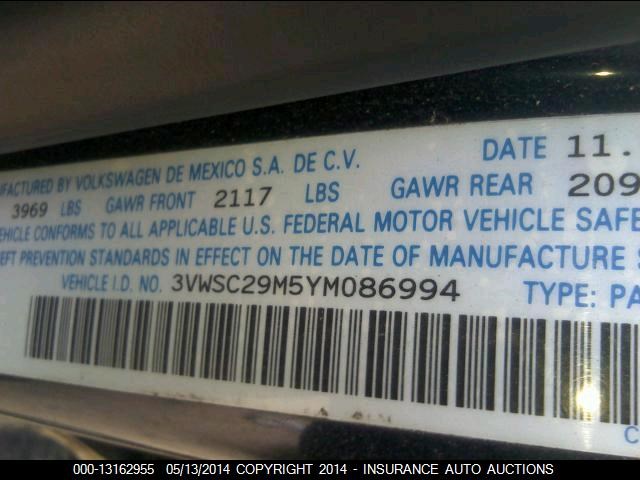 DATE 11.
FACTURED BY VOLKSWAGEN DE MEXICO S.A. DE C.V.
3969 LBS GAWR FRONT 2117 LBS GAWR REAR 209
VEHICLE CONFORMS TO ALL APPLICABLE U.S. FEDERAL MOTOR VEHICLE SAFE
EFT PREVENTION STANDARDS IN EFFECT ON THE DATE OF MANUFACTURE S
VEHICLE I.D. NO. 3VWSC29M5YM086994 TYPE: PA
C
000-13162955 05/13/2014 COPYRIGHT 2014 - INSURANCE AUTO AUCTIONS